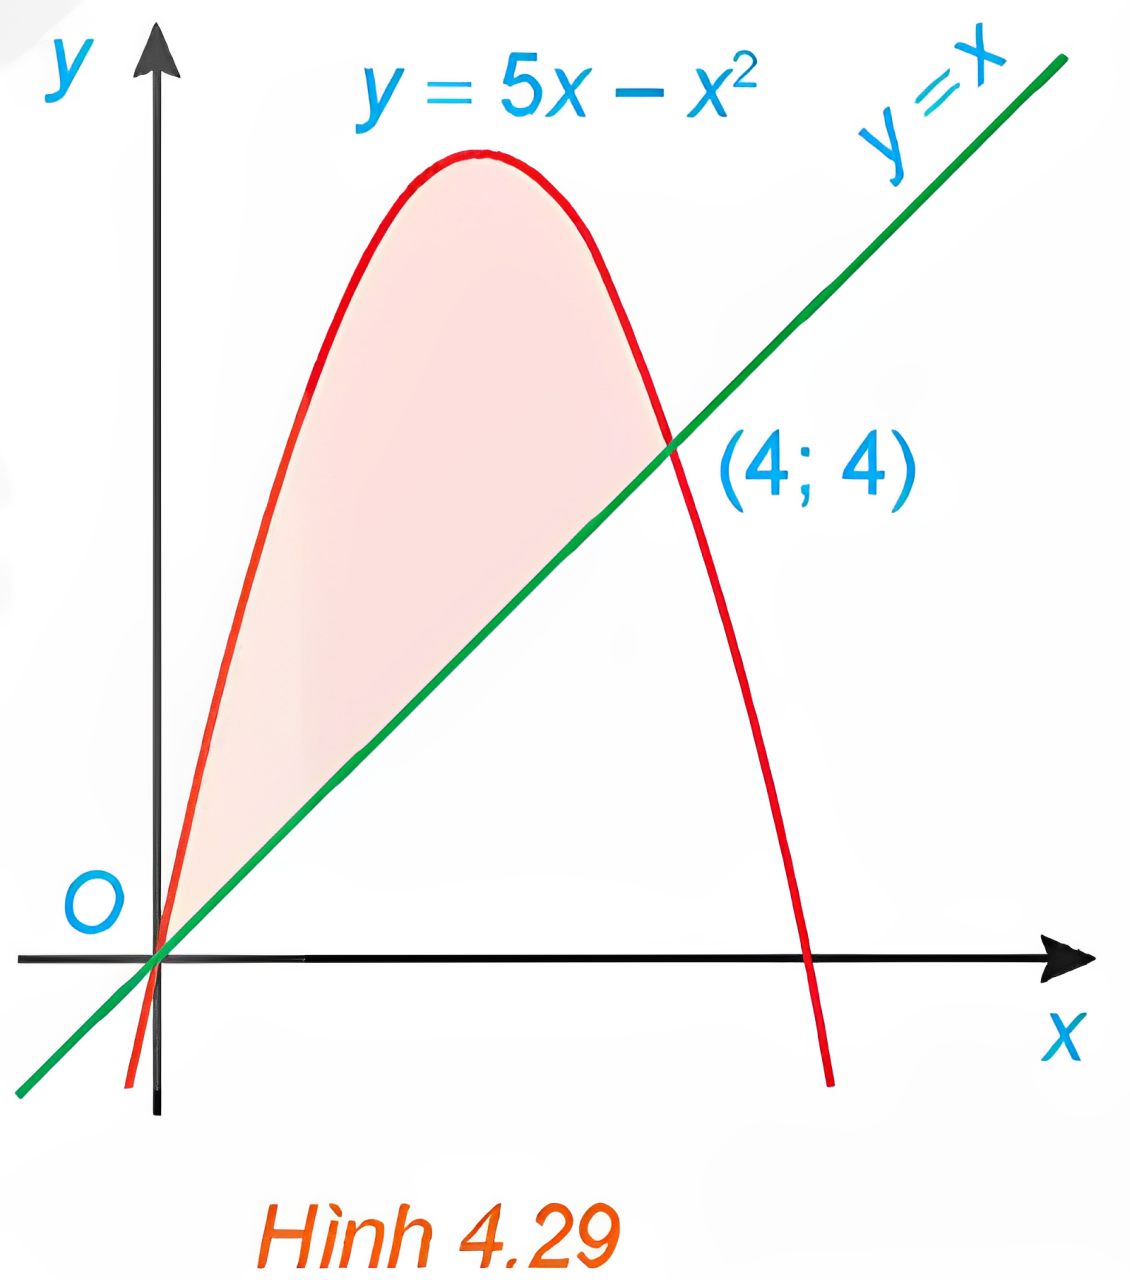 y
y = 5x − x²
y = x
(4; 4)
O
x
Hình 4.29